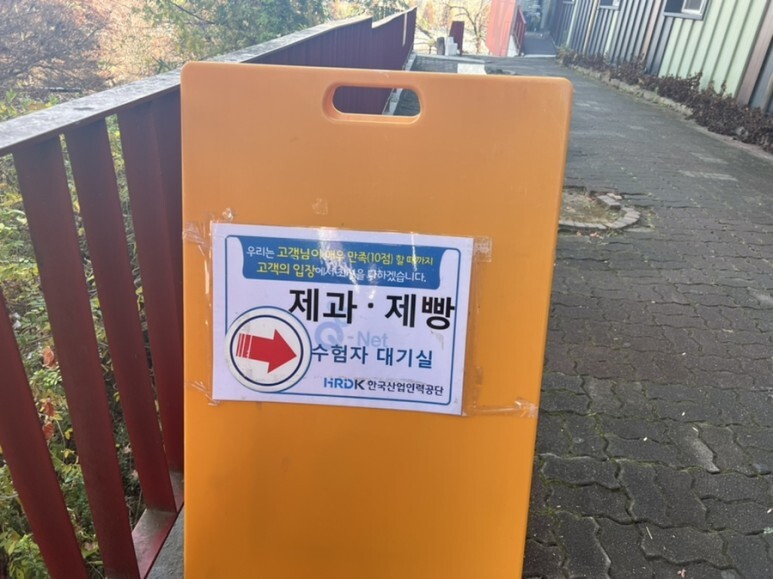 우리는 고객님이 매우 만족(10점) 할 때까지
고객의 입장에서 최선을 다하겠습니다.
제과·제빵
Q-Net
수험자 대기실
HRDK 한국산업인력공단